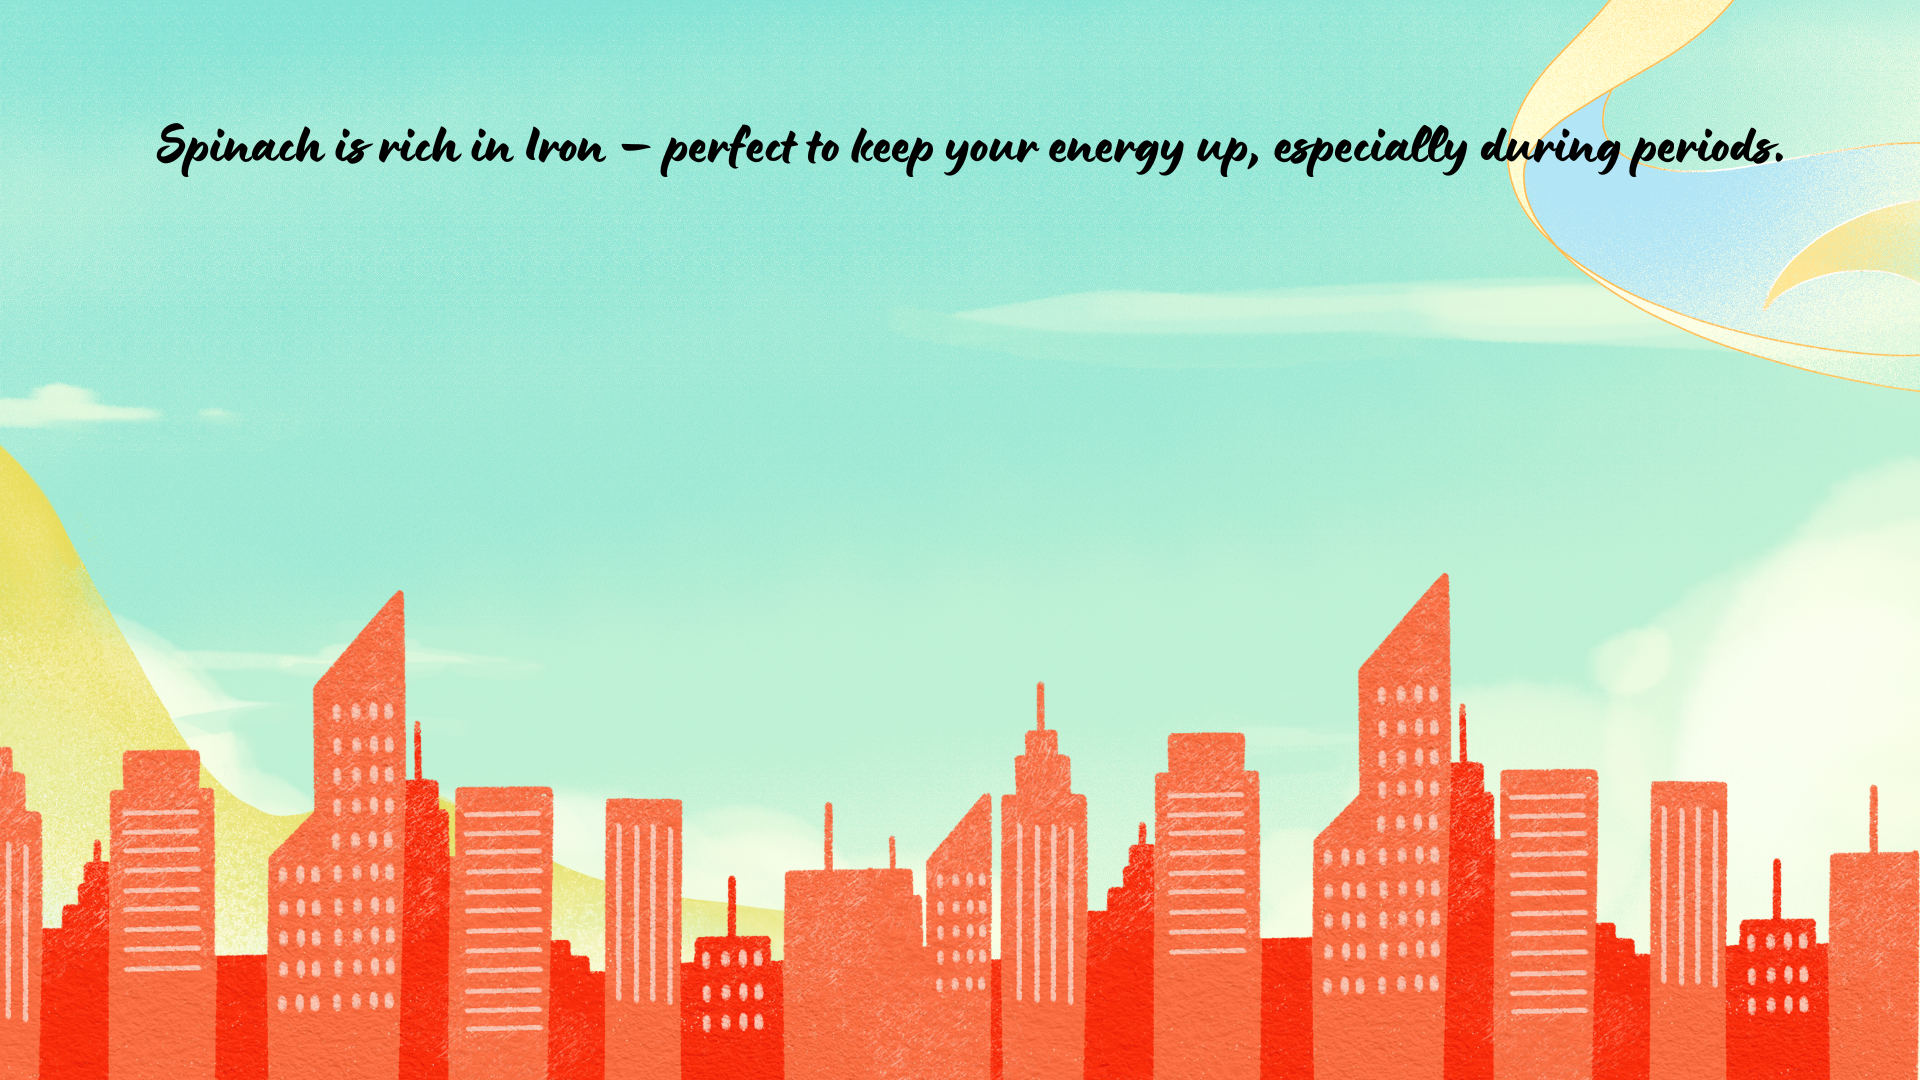 Spinach is rich in Iron – perfect to keep your energy up, especially during periods.